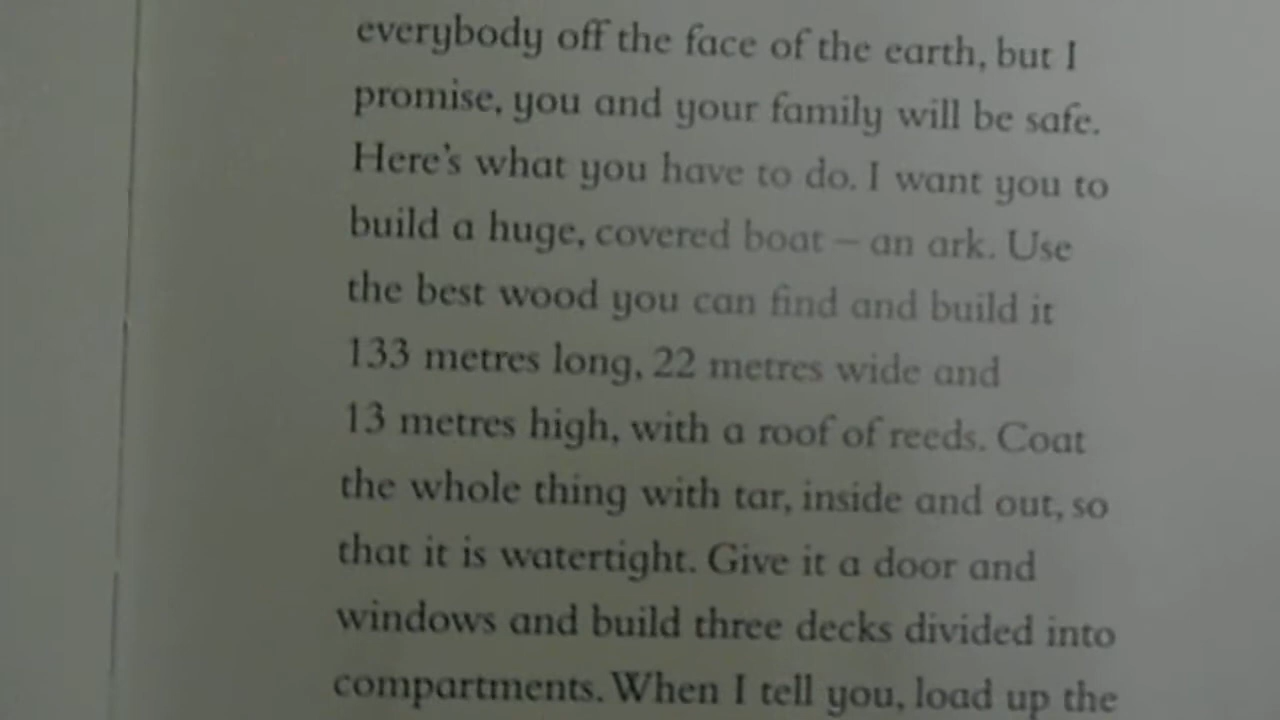 everybody off the face of the earth, but I
promise, you and your family will be safe.
Here's what you have to do. I want you to
build a huge, covered boat – an ark. Use
the best wood you can find and build it
133 metres long, 22 metres wide and
13 metres high, with a roof of reeds. Coat
the whole thing with tar, inside and out, so
that it is watertight. Give it a door and
windows and build three decks divided into
compartments. When I tell you, load up the